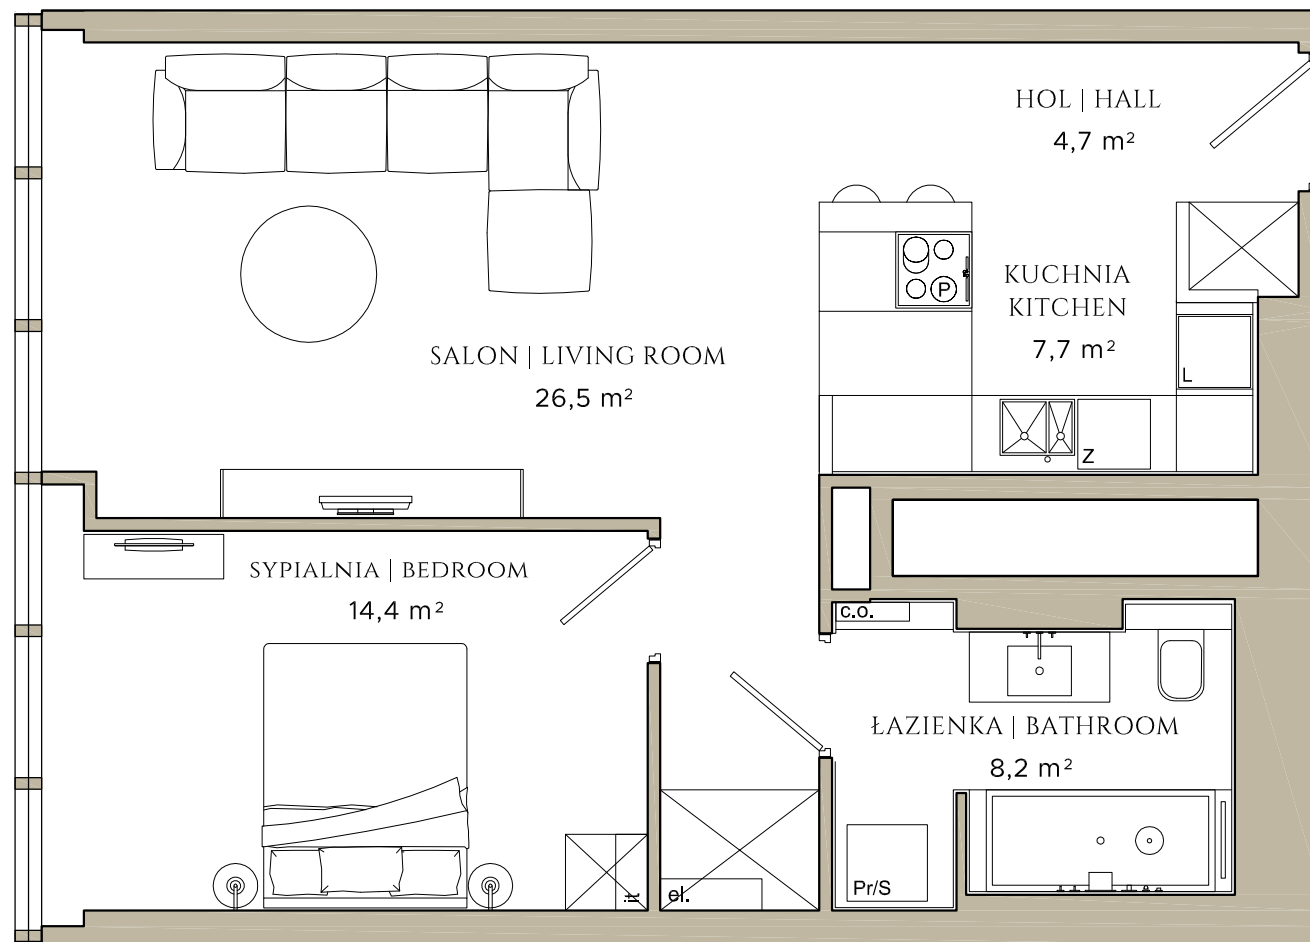 HOL | HALL
4,7 m²
KUCHNIA
KITCHEN
7,7 m²
P
L
SALON | LIVING ROOM
26,5 m²
Z
SYPIALNIA | BEDROOM
14,4 m²
c.o.
ŁAZIENKA | BATHROOM
8,2 m²
Pr/S
el.
it